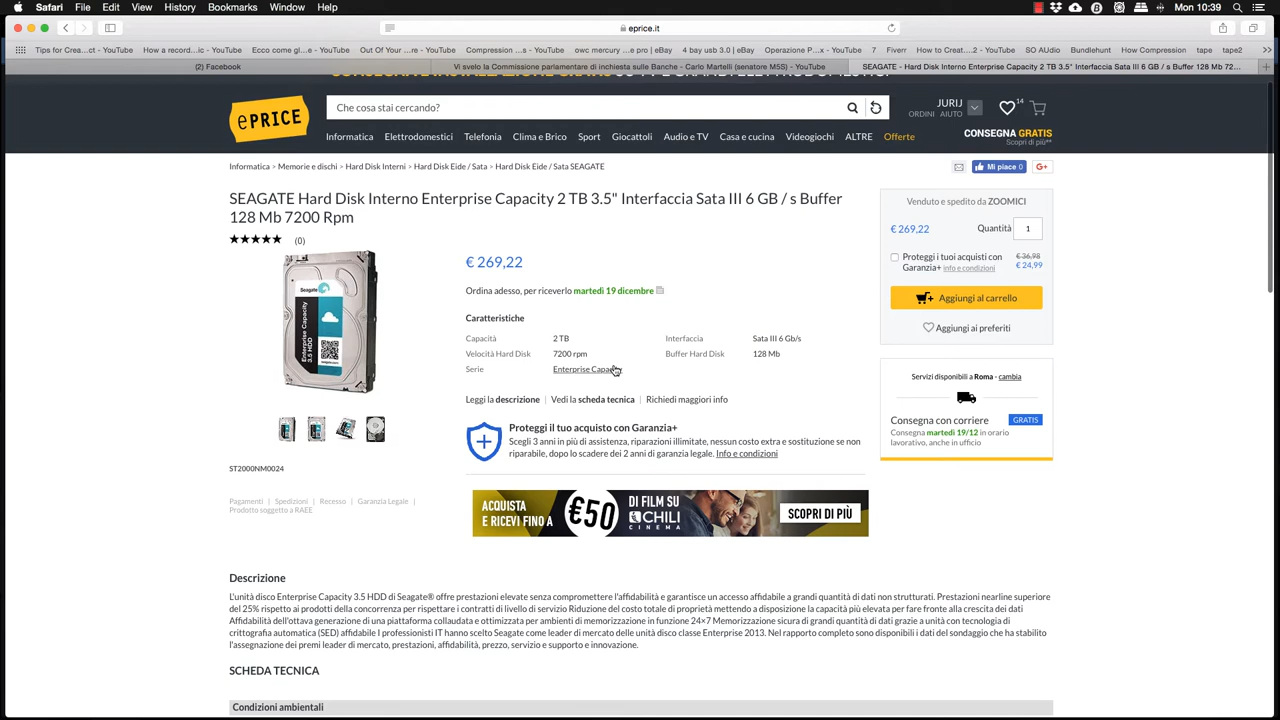 Safari File Edit View History Bookmarks Window Help Mon 10:39
eprice.it
Tips for Crea...ct - YouTube How a record...ic - YouTube Ecco come gl...e - YouTube Out Of Your ...re - YouTube Compression ...s - YouTube owc mercury ...e pro | eBay 4 bay usb 3.0 | eBay Operazione P...x - YouTube 7 Fiverr How to Creat...2 - YouTube SO AUdio Bundlehunt How Compression tape tape2
(2) Facebook Vi svelo la Commissione parlamentare di inchiesta sulle Banche - Carlo Martelli (senatore M5S) - YouTube SEAGATE - Hard Disk Interno Enterprise Capacity 2 TB 3.5" Interfaccia Sata III 6 GB / s Buffer 128 Mb 72...
ePRICE
Che cosa stai cercando?
JURIJ
ORDINI AIUTO
14
Informatica Elettrodomestici Telefonia Clima e Brico Sport Giocattoli Audio e TV Casa e cucina Videogiochi ALTRE Offerte
CONSEGNA GRATIS
Scopri di più**
Informatica > Memorie e dischi > Hard Disk Interni > Hard Disk Eide / Sata > Hard Disk Eide / Sata SEAGATE
Mi piace 0
G+
SEAGATE Hard Disk Interno Enterprise Capacity 2 TB 3.5" Interfaccia Sata III 6 GB / s Buffer
128 Mb 7200 Rpm
(0)
Seagate
Enterprise Capacity
3.5 HDD
ST2000NM0024
Pagamenti | Spedizioni | Recesso | Garanzia Legale |
Prodotto soggetto a RAEE
€ 269,22
Ordina adesso, per riceverlo martedì 19 dicembre
Caratteristiche
Capacità 2 TB Interfaccia Sata III 6 Gb/s
Velocità Hard Disk 7200 rpm Buffer Hard Disk 128 Mb
Serie Enterprise Capacity
Leggi la descrizione | Vedi la scheda tecnica | Richiedi maggiori info
Proteggi il tuo acquisto con Garanzia+
Scegli 3 anni in più di assistenza, riparazioni illimitate, nessun costo extra e sostituzione se non
riparabile, dopo lo scadere dei 2 anni di garanzia legale. Info e condizioni
ACQUISTA
E RICEVI FINO A
€50
DI FILM SU
CHILI
CINEMA
SCOPRI DI PIÙ
Venduto e spedito da ZOOMICI
€ 269,22 Quantità 1
Proteggi i tuoi acquisti con
Garanzia+ info e condizioni
€ 36,98
€ 24,99
Aggiungi al carrello
Aggiungi ai preferiti
Servizi disponibili a Roma - cambia
Consegna con corriere GRATIS
Consegna martedì 19/12 in orario
lavorativo, anche in ufficio
Descrizione
L'unità disco Enterprise Capacity 3.5 HDD di Seagate® offre prestazioni elevate senza compromettere l'affidabilità e garantisce un accesso affidabile a grandi quantità di dati non strutturati. Prestazioni nearline superiore
del 25% rispetto ai prodotti della concorrenza per rispettare i contratti di livello di servizio Riduzione del costo totale di proprietà mettendo a disposizione la capacità più elevata per fare fronte alla crescita dei dati
Affidabilità dell'ottava generazione di una piattaforma collaudata e ottimizzata per ambienti di memorizzazione in funzione 24×7 Memorizzazione sicura di grandi quantità di dati grazie a unità con tecnologia di
crittografia automatica (SED) affidabile I professionisti IT hanno scelto Seagate come leader di mercato delle unità disco classe Enterprise 2013. Nel rapporto completo sono disponibili i dati del sondaggio che ha stabilito
l'assegnazione dei premi leader di mercato, prestazioni, affidabilità, prezzo, servizio e supporto e innovazione.
SCHEDA TECNICA
Condizioni ambientali